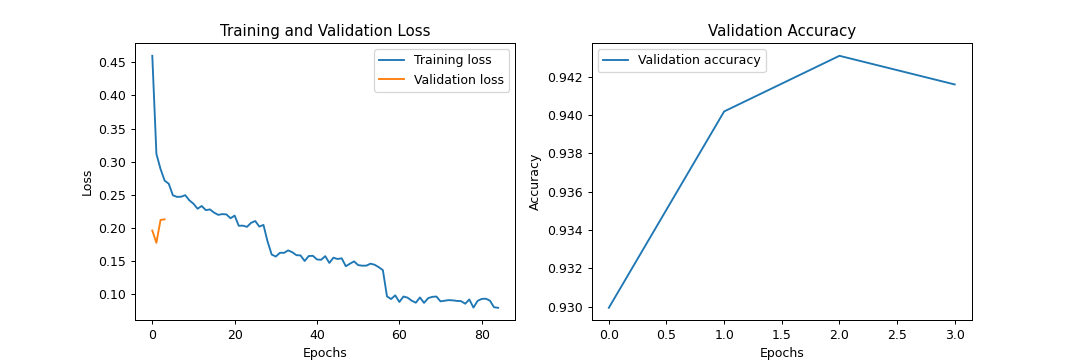 Training and Validation Loss
Training loss
Validation loss
0.45
0.40
0.35
0.30
0.25
0.20
0.15
0.10
Loss
0 20 40 60 80
Epochs
Validation Accuracy
Validation accuracy
0.942
0.940
0.938
0.936
0.934
0.932
0.930
Accuracy
0.0 0.5 1.0 1.5 2.0 2.5 3.0
Epochs